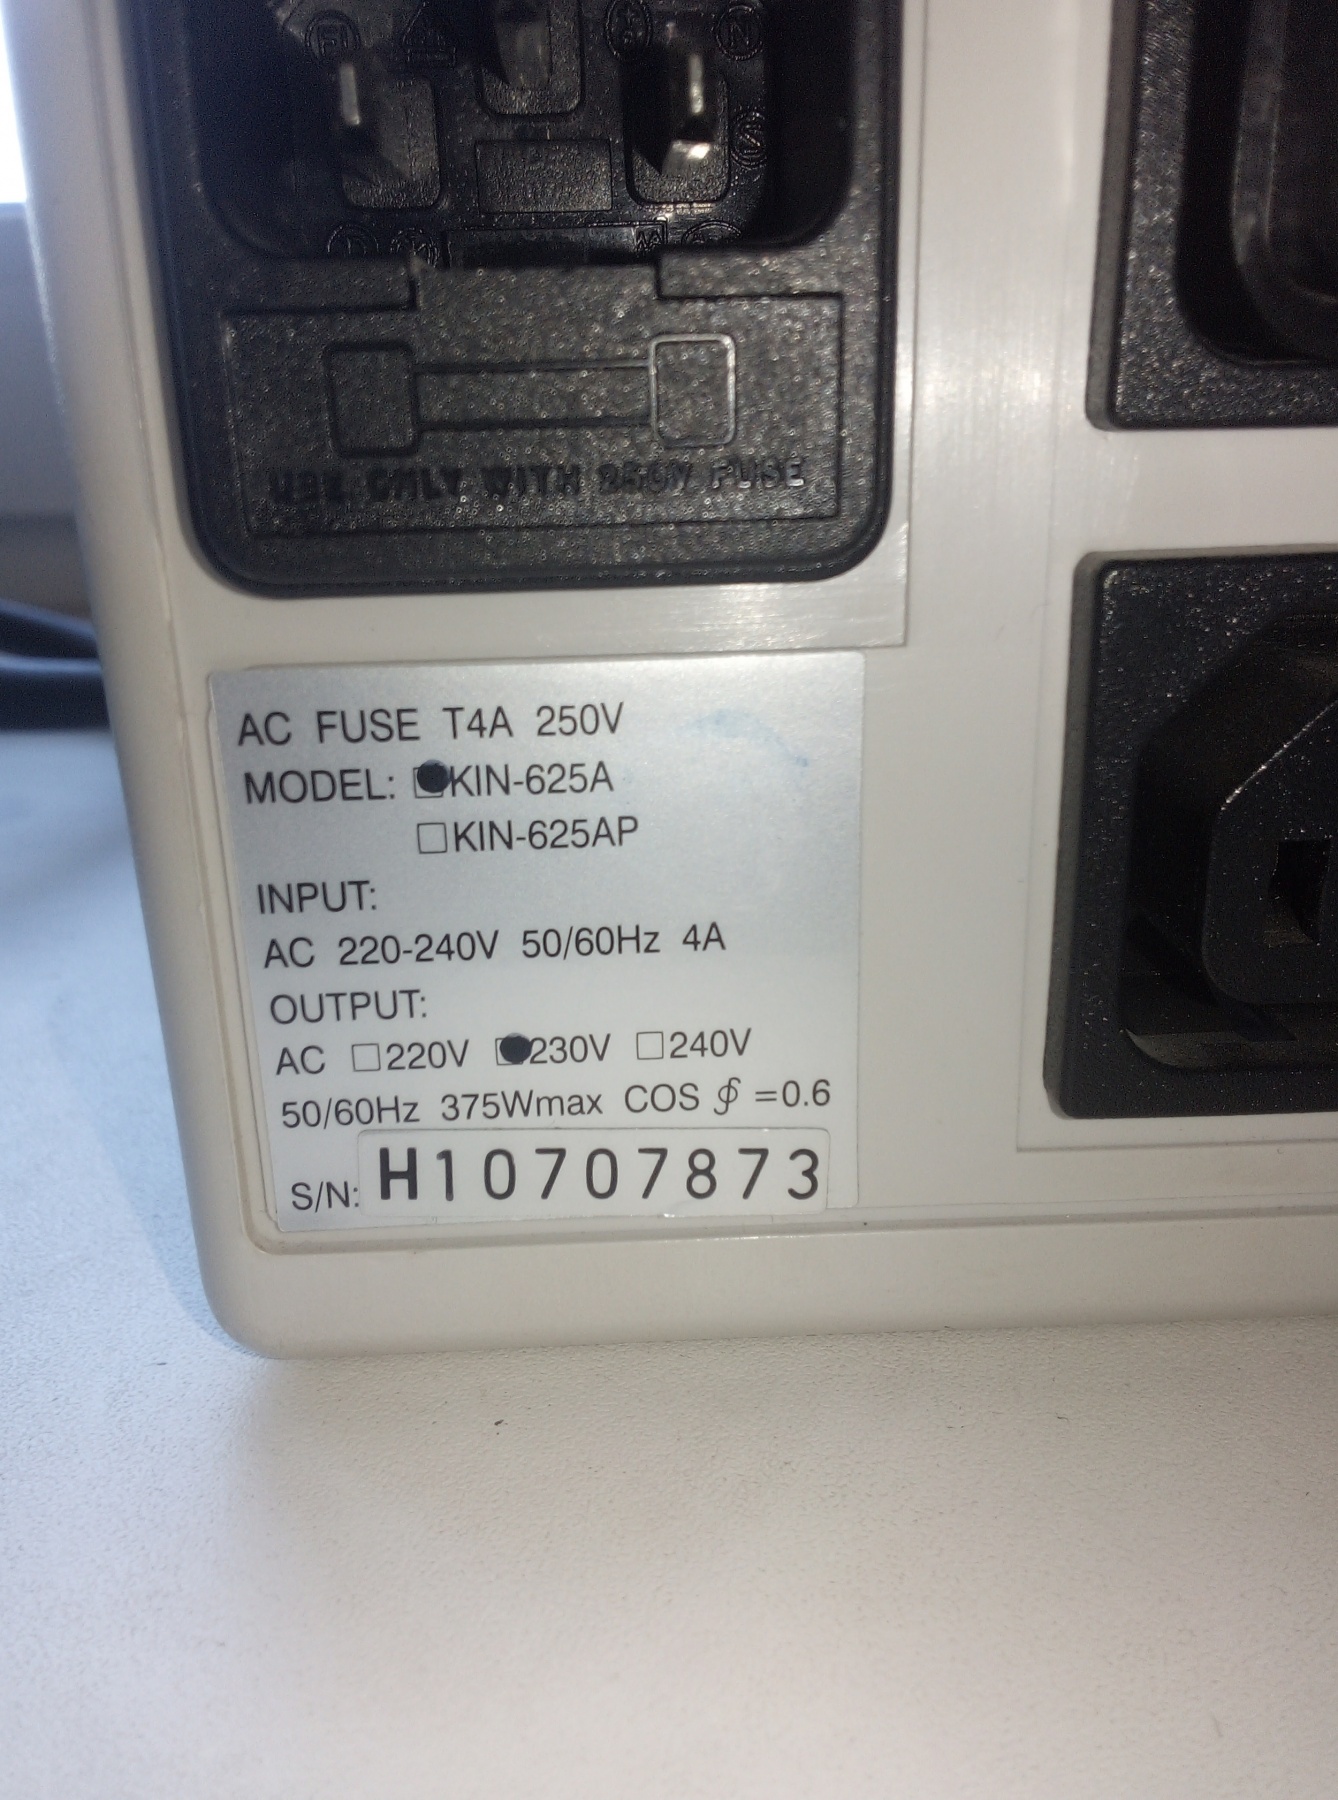 USE ONLY WITH 250V FUSE
AC FUSE T4A 250V
MODEL: KIN-625A
☐KIN-625AP
INPUT:
AC 220-240V 50/60Hz 4A
OUTPUT:
AC ☐220V 230V ☐240V
50/60Hz 375Wmax COS ∮ =0.6
S/N: H10707873